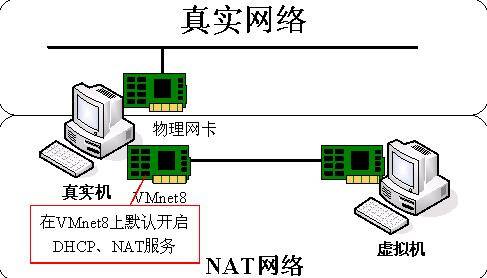 真实网络
物理网卡
真实机
VMnet8
在VMnet8上默认开启
DHCP、NAT服务
虚拟机
NAT网络